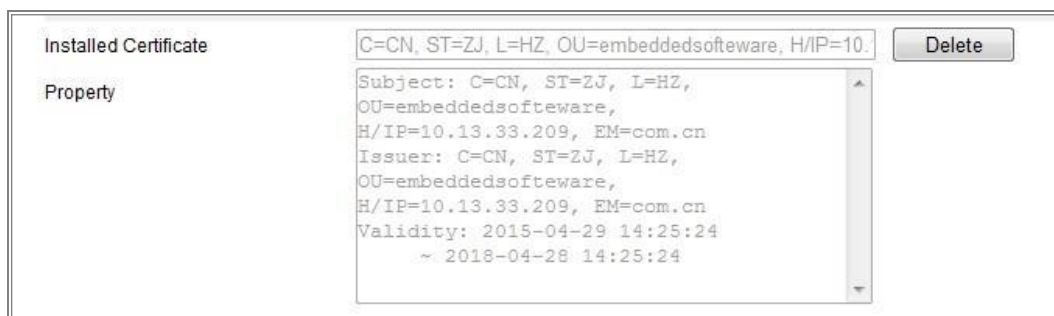 Installed Certificate
C=CN, ST=ZJ, L=HZ, OU=embeddedsofteware, H/IP=10.
Delete
Property
Subject: C=CN, ST=ZJ, L=HZ,
OU=embeddedsofteware,
H/IP=10.13.33.209, EM=com.cn
Issuer: C=CN, ST=ZJ, L=HZ,
OU=embeddedsofteware,
H/IP=10.13.33.209, EM=com.cn
Validity: 2015-04-29 14:25:24
~ 2018-04-28 14:25:24